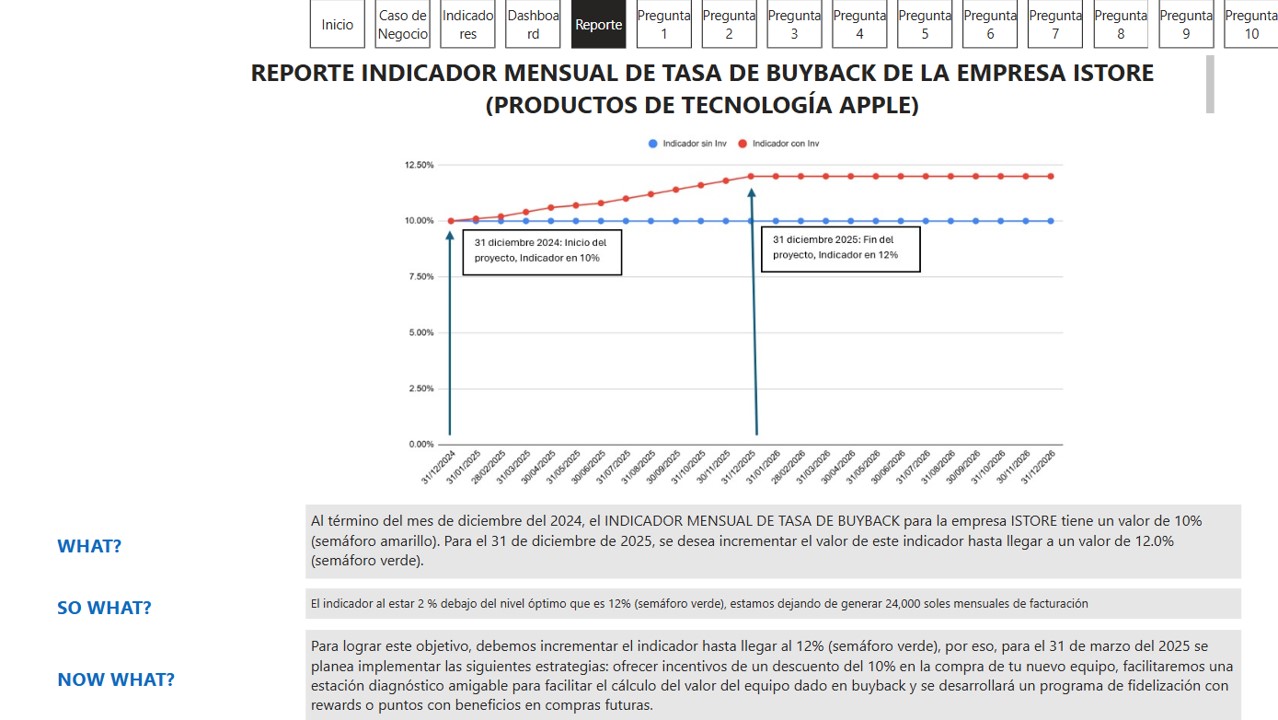 Inicio
Caso de
Negocio
Indicado
res
Dashboa
rd
Reporte
Pregunta
1
Pregunta
2
Pregunta
3
Pregunta
4
Pregunta
5
Pregunta
6
Pregunta
7
Pregunta
8
Pregunta
9
Pregunta
10
REPORTE INDICADOR MENSUAL DE TASA DE BUYBACK DE LA EMPRESA ISTORE
(PRODUCTOS DE TECNOLOGÍA APPLE)
Indicador sin Inv
Indicador con Inv
12.50%
10.00%
7.50%
5.00%
2.50%
0.00%
31 diciembre 2024: Inicio del
proyecto, Indicador en 10%
31 diciembre 2025: Fin del
proyecto, Indicador en 12%
31/12/2024
31/01/2025
28/02/2025
31/03/2025
30/04/2025
31/05/2025
30/06/2025
31/07/2025
31/08/2025
30/09/2025
31/10/2025
30/11/2025
31/12/2025
31/01/2026
28/02/2026
31/03/2026
30/04/2026
31/05/2026
30/06/2026
31/07/2026
31/08/2026
30/09/2026
31/10/2026
30/11/2026
31/12/2026
WHAT?
Al término del mes de diciembre del 2024, el INDICADOR MENSUAL DE TASA DE BUYBACK para la empresa ISTORE tiene un valor de 10%
(semáforo amarillo). Para el 31 de diciembre de 2025, se desea incrementar el valor de este indicador hasta llegar a un valor de 12.0%
(semáforo verde).
SO WHAT?
El indicador al estar 2 % debajo del nivel óptimo que es 12% (semáforo verde), estamos dejando de generar 24,000 soles mensuales de facturación
NOW WHAT?
Para lograr este objetivo, debemos incrementar el indicador hasta llegar al 12% (semáforo verde), por eso, para el 31 de marzo del 2025 se
planea implementar las siguientes estrategias: ofrecer incentivos de un descuento del 10% en la compra de tu nuevo equipo, facilitaremos una
estación diagnóstico amigable para facilitar el cálculo del valor del equipo dado en buyback y se desarrollará un programa de fidelización con
rewards o puntos con beneficios en compras futuras.